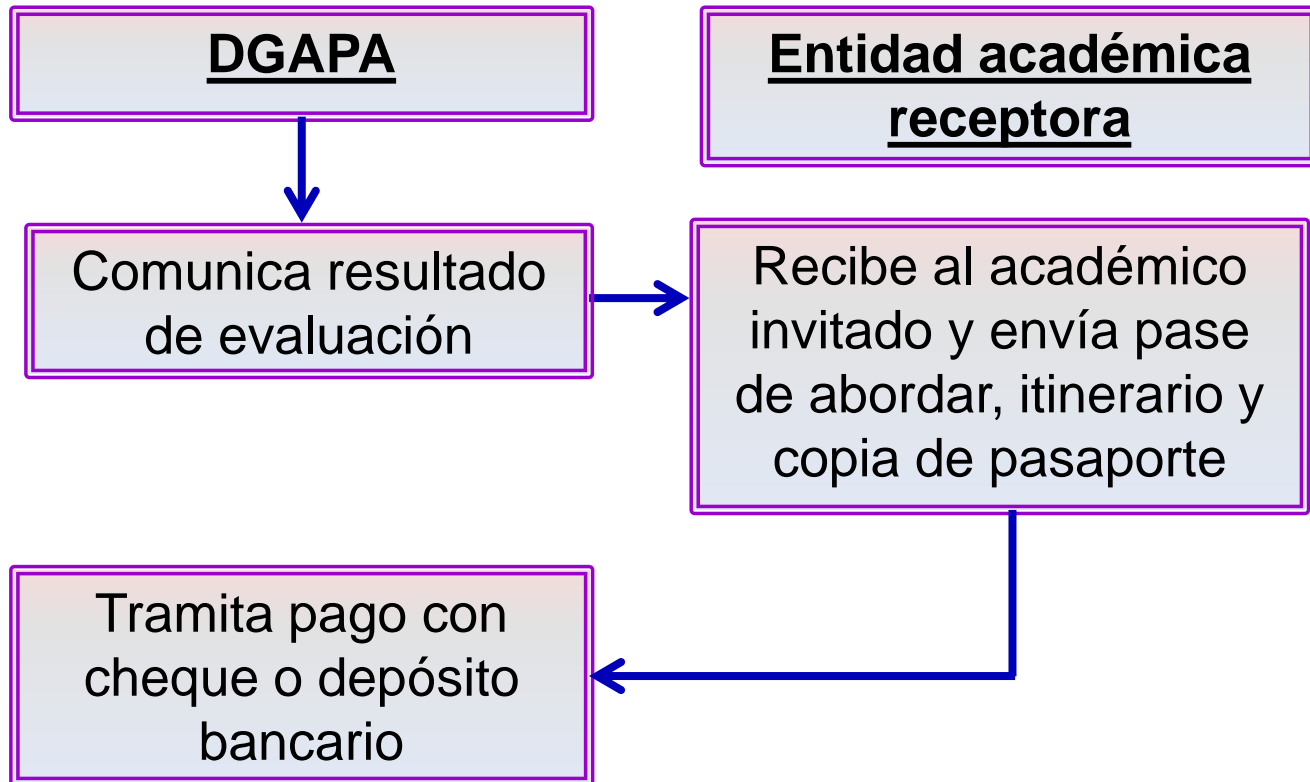 DGAPA
Entidad académica
receptora
Comunica resultado
de evaluación
Recibe al académico
invitado y envía pase
de abordar, itinerario y
copia de pasaporte
Tramita pago con
cheque o depósito
bancario